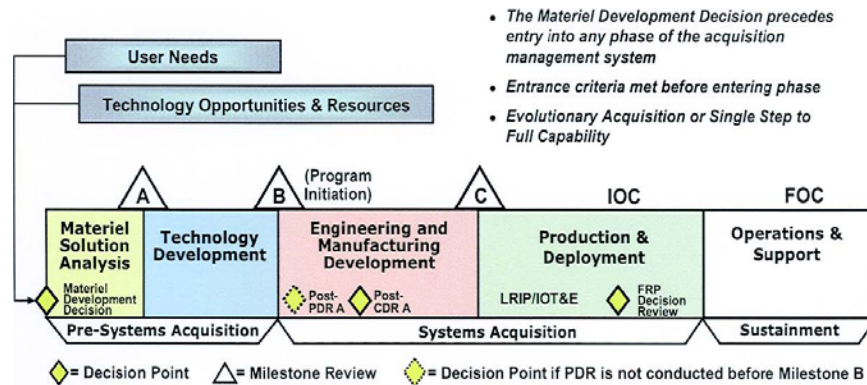 • The Materiel Development Decision precedes
entry into any phase of the acquisition
management system
• Entrance criteria met before entering phase
• Evolutionary Acquisition or Single Step to
Full Capability
User Needs
Technology Opportunities & Resources
A
B
(Program
Initiation)
C
IOC
FOC
Materiel
Solution
Analysis
Technology
Development
Engineering and
Manufacturing
Development
Production &
Deployment
Operations &
Support
Materiel
Development
Decision
Post-
PDR A
Post-
CDR A
LRIP/IOT&E
FRP
Decision
Review
Pre-Systems Acquisition
Systems Acquisition
Sustainment
= Decision Point
= Milestone Review
= Decision Point if PDR is not conducted before Milestone B